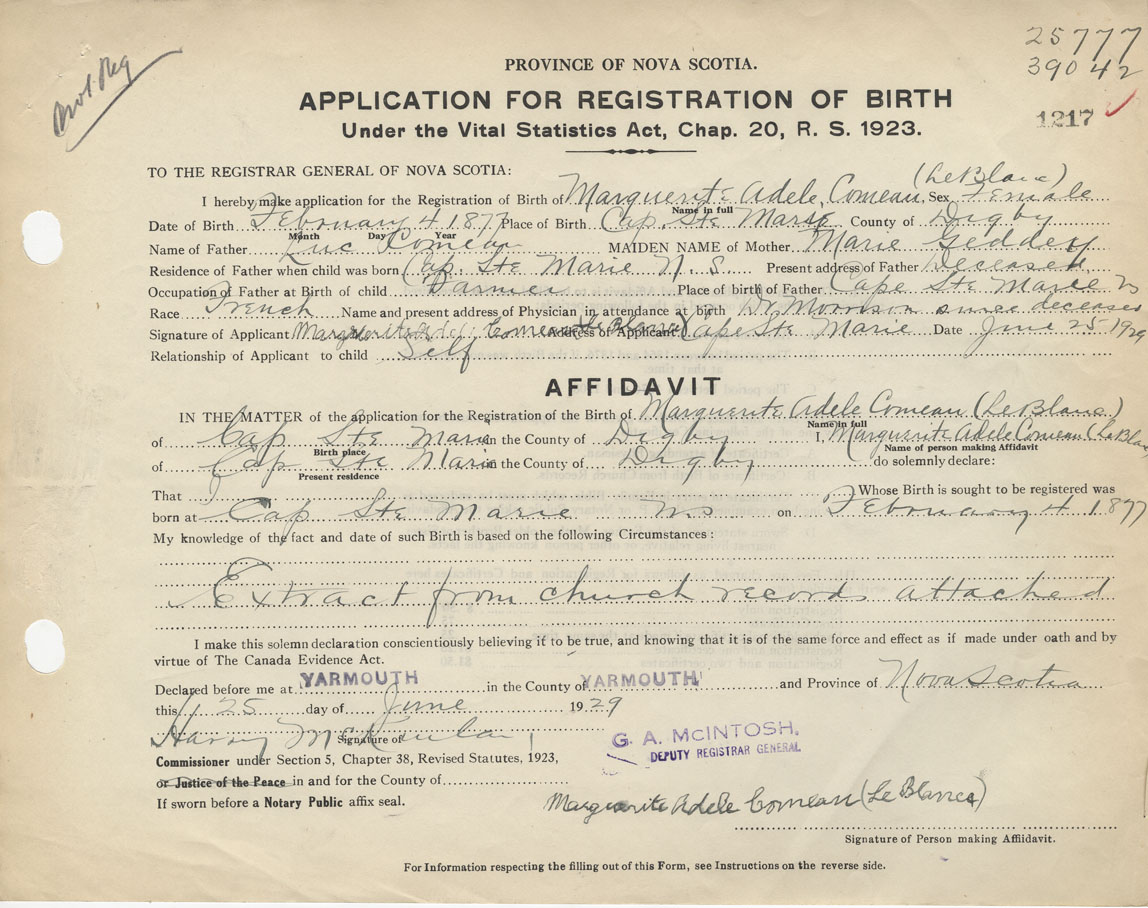 25777
39042
Not Reg
1217
PROVINCE OF NOVA SCOTIA.
APPLICATION FOR REGISTRATION OF BIRTH
Under the Vital Statistics Act, Chap. 20, R. S. 1923.
TO THE REGISTRAR GENERAL OF NOVA SCOTIA:
I hereby make application for the Registration of Birth of Marguerite Adele Comeau (LeBlanc) Sex Female
Name in full
Date of Birth February 4 1877 Place of Birth Cap Ste Marie County of Digby
Month Day Year
Name of Father Luc Comeau MAIDEN NAME of Mother Marie Geddey
Residence of Father when child was born Cap Ste Marie N. S. Present address of Father Deceased
Occupation of Father at Birth of child Farmer Place of birth of Father Cape Ste Marie NS
Race French Name and present address of Physician in attendance at birth Dr Morrison since deceased
Signature of Applicant Marguerite Adele Comeau (Le Blanc) Address of Applicant Cape Ste Marie Date June 25 1929
Relationship of Applicant to child Self
AFFIDAVIT
IN THE MATTER of the application for the Registration of the Birth of Marguerite Adele Comeau (LeBlanc)
Name in full
of Cap Ste Marie in the County of Digby I, Marguerite Adele Comeau (LeBlan
Birth place Name of person making Affidavit
of Cap Ste Marie in the County of Digby do solemnly declare:
Present residence
That I Whose Birth is sought to be registered was
born at Cap Ste Marie NS on February 4 1877
My knowledge of the fact and date of such Birth is based on the following Circumstances:
Extract from church records attached
I make this solemn declaration conscientiously believing it to be true, and knowing that it is of the same force and effect as if made under oath and by
virtue of The Canada Evidence Act.
Declared before me at YARMOUTH in the County of YARMOUTH and Province of Nova Scotia
this 25 day of June 1929
Harry
Signature of
G. A. McINTOSH,
DEPUTY REGISTRAR GENERAL
Commissioner under Section 5, Chapter 38, Revised Statutes, 1923,
or Justice of the Peace in and for the County of
If sworn before a Notary Public affix seal.
Marguerite Adele Comeau (Le Blanc)
Signature of Person making Affidavit.
For Information respecting the filling out of this Form, see Instructions on the reverse side.